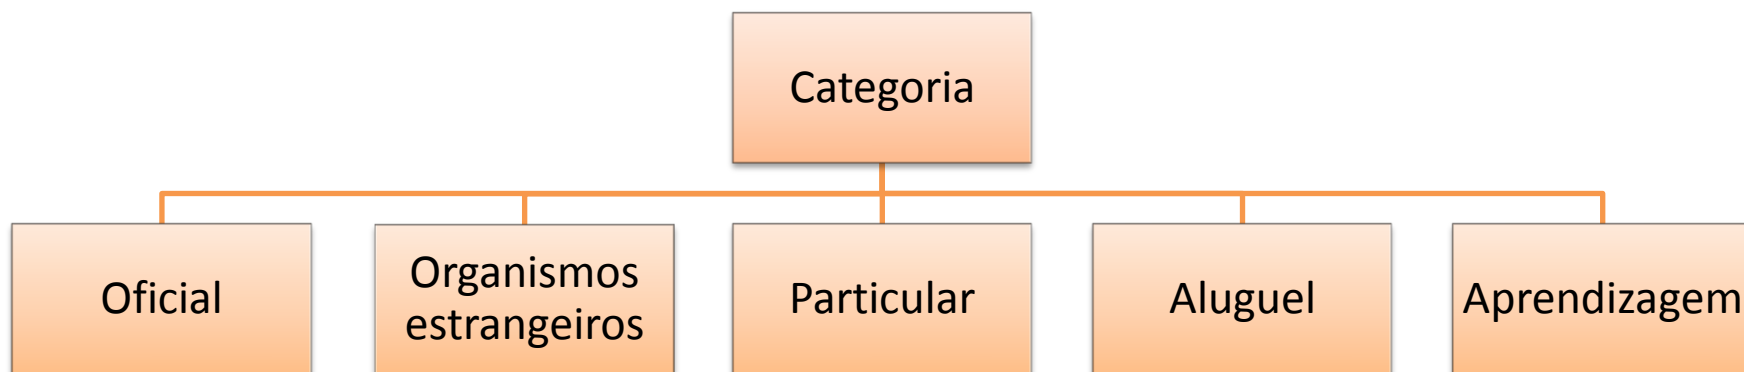 Categoria
Oficial
Organismos
estrangeiros
Particular
Aluguel
Aprendizagem